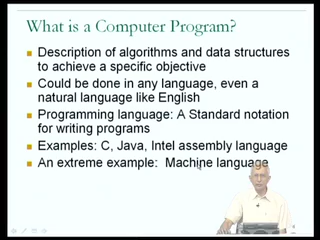 What is a Computer Program?
Description of algorithms and data structures
to achieve a specific objective
Could be done in any language, even a
natural language like English
Programming language: A Standard notation
for writing programs
Examples: C, Java, Intel assembly language
An extreme example: Machine language